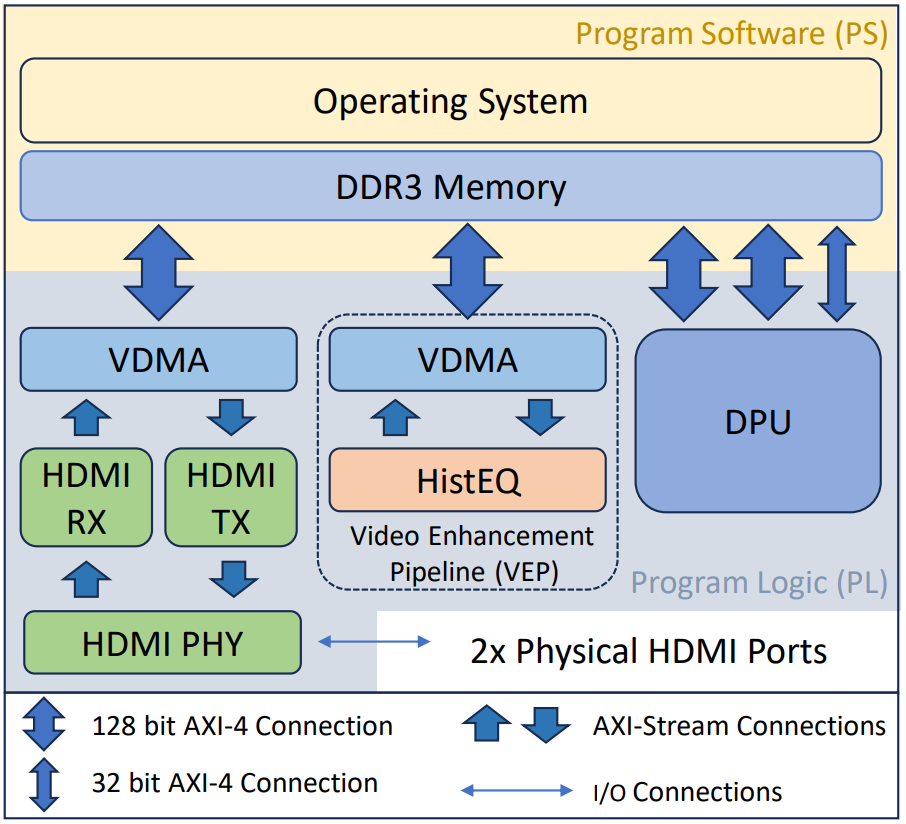 Program Software (PS)
Operating System
DDR3 Memory
VDMA
VDMA
DPU
HDMI
RX
HDMI
TX
HistEQ
Video Enhancement
Pipeline (VEP)
Program Logic (PL)
HDMI PHY
2x Physical HDMI Ports
128 bit AXI-4 Connection
AXI-Stream Connections
32 bit AXI-4 Connection
I/O Connections